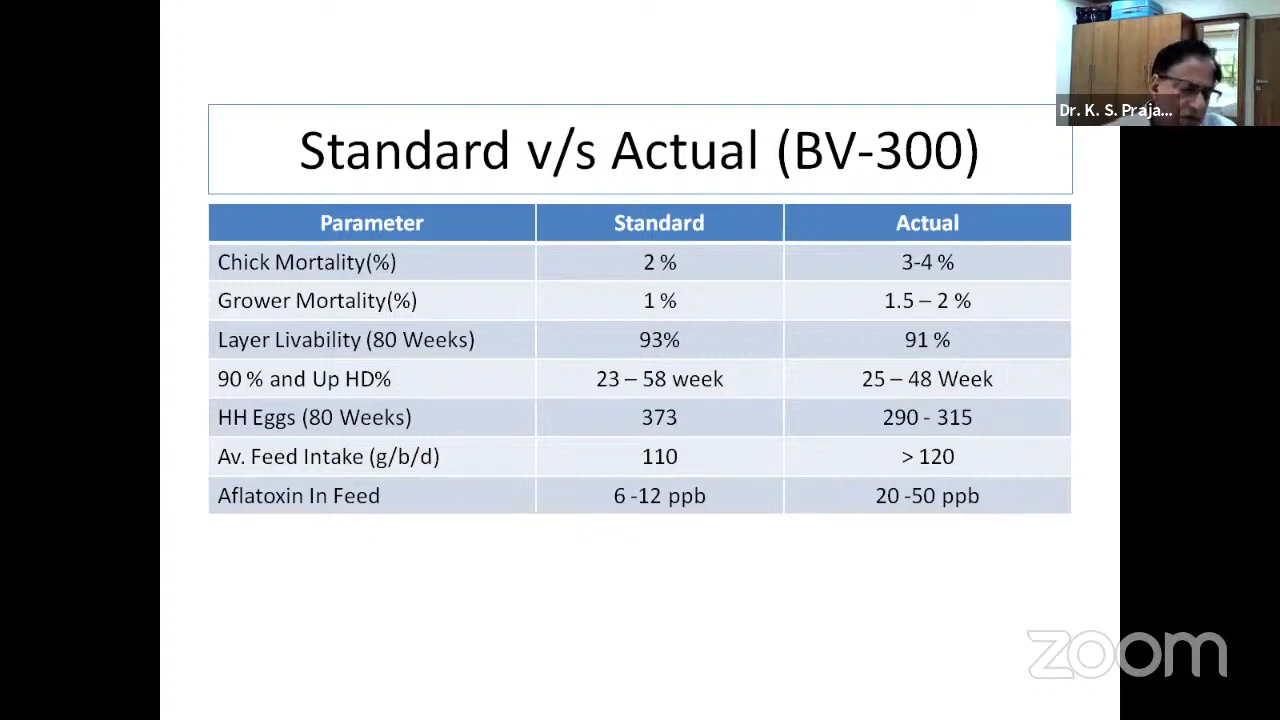 Dr. K. S. Praja...
Standard v/s Actual (BV-300)
Parameter Standard Actual
Chick Mortality(%) 2 % 3-4 %
Grower Mortality(%) 1 % 1.5 – 2 %
Layer Livability (80 Weeks) 93% 91 %
90 % and Up HD% 23 – 58 week 25 – 48 Week
HH Eggs (80 Weeks) 373 290 - 315
Av. Feed Intake (g/b/d) 110 > 120
Aflatoxin In Feed 6 -12 ppb 20 -50 ppb
zoom